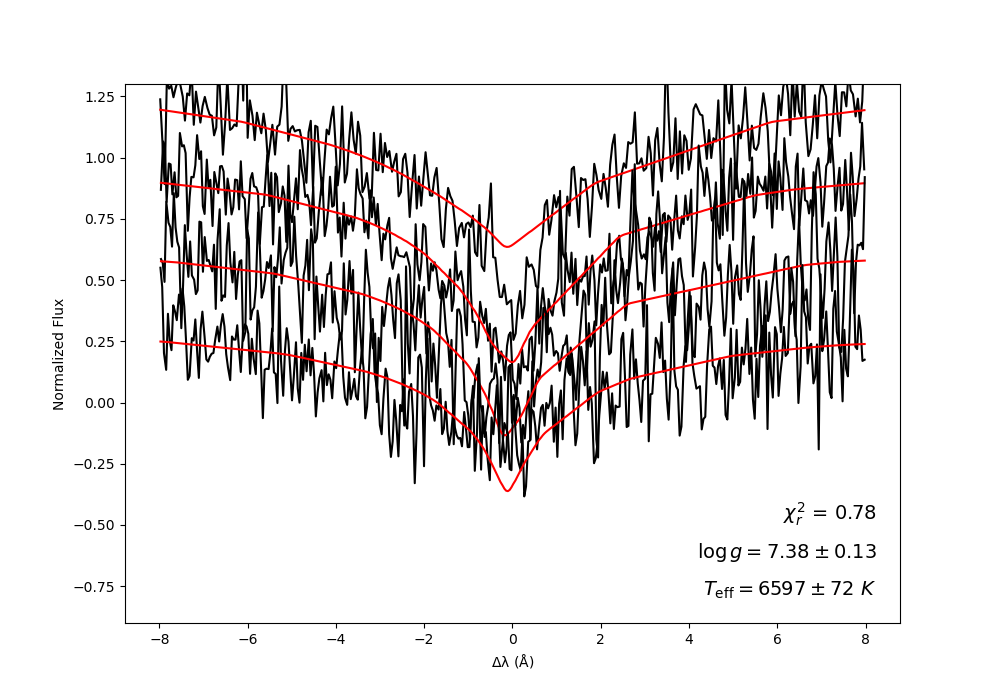 1.25
1.00
0.75
0.50
0.25
0.00
−0.25
−0.50
−0.75
Normalized Flux
χ²ᵣ = 0.78
log g = 7.38 ± 0.13
T_eff = 6597 ± 72 K
−8 −6 −4 −2 0 2 4 6 8
Δλ (Å)